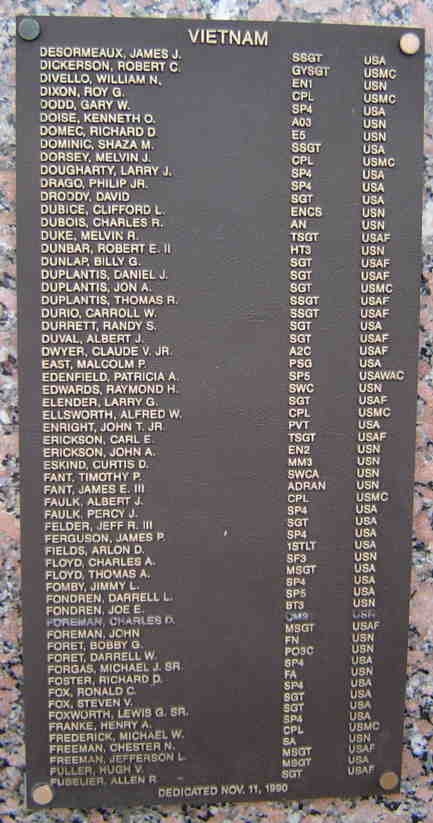 VIETNAM
DESORMEAUX, JAMES J. SSGT USA
DICKERSON, ROBERT C. GYSGT USMC
DIVELLO, WILLIAM N. EN1 USN
DIXON, ROY G. CPL USMC
DODD, GARY W. SP4 USA
DOISE, KENNETH O. A03 USN
DOMEC, RICHARD D. E5 USN
DOMINIC, SHAZA M. SSGT USA
DORSEY, MELVIN J. CPL USMC
DOUGHARTY, LARRY J. SP4 USA
DRAGO, PHILIP JR. SP4 USA
DROODY, DAVID SGT USA
DUBICE, CLIFFORD L. ENCS USN
DUBOIS, CHARLES R. AN USN
DUKE, MELVIN R. TSGT USAF
DUNBAR, ROBERT E. II HT3 USN
DUNLAP, BILLY G. SGT USAF
DUPLANTIS, DANIEL J. SGT USAF
DUPLANTIS, JON A. SGT USMC
DUPLANTIS, THOMAS R. SSGT USAF
DURIO, CARROLL W. SSGT USAF
DURRETT, RANDY S. SGT USA
DUVAL, ALBERT J. SGT USAF
DWYER, CLAUDE V. JR. A2C USAF
EAST, MALCOLM P. PSG USA
EDENFIELD, PATRICIA A. SP5 USAWAC
EDWARDS, RAYMOND H. SWC USN
ELENDER, LARRY G. SGT USAF
ELLSWORTH, ALFRED W. CPL USMC
ENRIGHT, JOHN T. JR. PVT USA
ERICKSON, CARL E. TSGT USAF
ERICKSON, JOHN A. EN2 USN
ESKIND, CURTIS D. MM3 USN
FANT, TIMOTHY P. SWCA USN
FANT, JAMES E. III ADRAN USN
FAULK, ALBERT J. CPL USMC
FAULK, PERCY J. SP4 USA
FELDER, JEFF R. III SGT USA
FERGUSON, JAMES P. SP4 USA
FIELDS, ARLON D. 1STLT USA
FLOYD, CHARLES A. SF3 USN
FLOYD, THOMAS A. MSGT USA
FOMBY, JIMMY L. SP4 USA
FONDREN, DARRELL L. SP5 USA
FONDREN, JOE E. BT3 USN
FOREMAN, CHARLES D. USN
FOREMAN, JOHN MSGT USAF
FORET, BOBBY G. FN USN
FORET, DARRELL W. PO3C USN
FORGAS, MICHAEL J. SR. SP4 USA
FOSTER, RICHARD D. FA USN
FOX, RONALD C. SP4 USA
FOX, STEVEN V. SGT USA
FOXWORTH, LEWIS G. SR. SGT USA
FRANKE, HENRY A. SP4 USA
FREDERICK, MICHAEL W. CPL USMC
FREEMAN, CHESTER N. SA USN
FREEMAN, JEFFERSON L. MSGT USAF
FULLER, HUGH V. MSGT USA
FUSELIER, ALLEN R. SGT USAF
DEDICATED NOV. 11, 1990